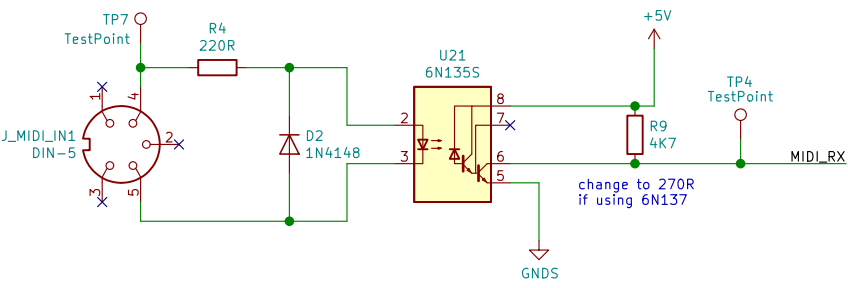 TP7
TestPoint
R4
220R
+5V
U21
6N135S
TP4
TestPoint
1
4
8
2
7
J_MIDI_IN1
DIN-5
2
D2
1N4148
R9
4K7
3
6
MIDI_RX
3
5
5
change to 270R
if using 6N137
GNDS